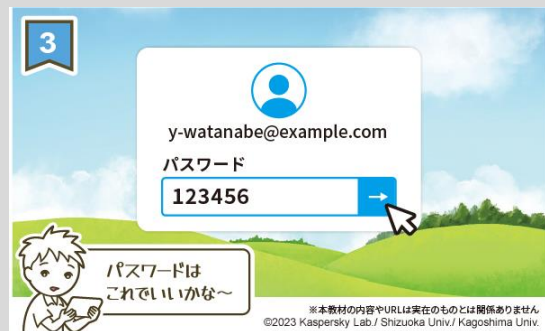 3
y-watanabe@example.com
パスワード
123456
→
パスワードは
これでいいかな～
※本教材の内容やURLは実在のものとは関係ありません
©2023 Kaspersky Lab./ Shizuoka Univ./ Kagoshima Univ.